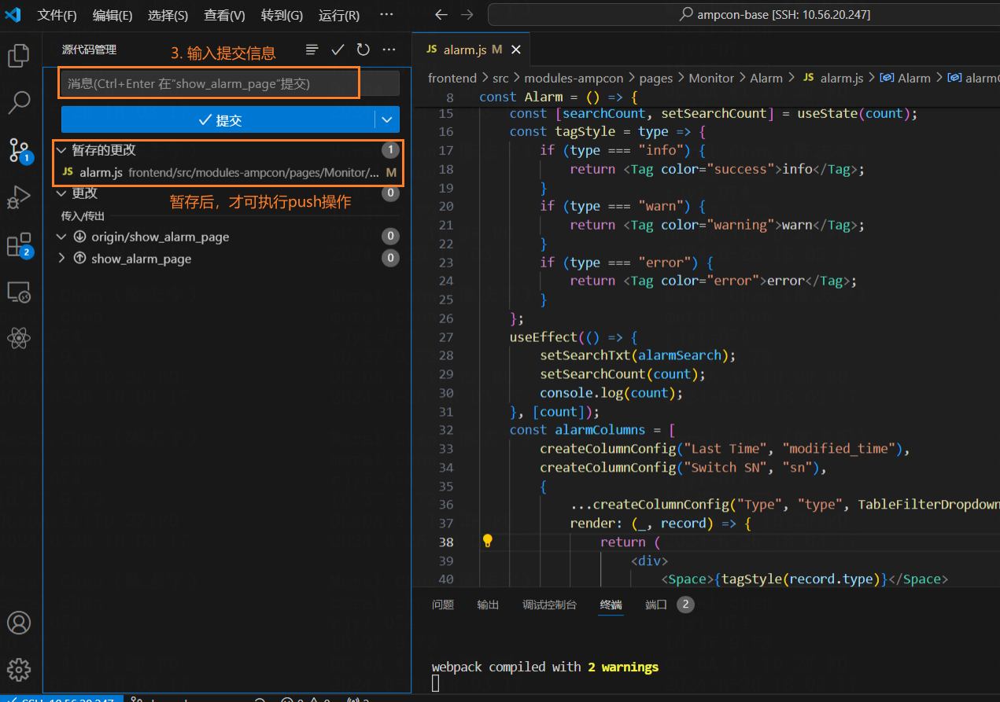 文件(F) 编辑(E) 选择(S) 查看(V) 转到(G) 运行(R) ··· ampcon-base [SSH: 10.56.20.247]
源代码管理
3. 输入提交信息
消息(Ctrl+Enter 在“show_alarm_page”提交)
提交
暂存的更改 1
JS alarm.js frontend/src/modules-ampcon/pages/Monitor/... M
更改 0
暂存后，才可执行push操作
传入/传出
origin/show_alarm_page 0
show_alarm_page 0
1
2
JS alarm.js M
frontend > src > modules-ampcon > pages > Monitor > Alarm > JS alarm.js > Alarm >
8 const Alarm = () => {
15 const [searchCount, setSearchCount] = useState(count);
16 const tagStyle = type => {
17 if (type === "info") {
18 return <Tag color="success">info</Tag>;
19 }
20 if (type === "warn") {
21 return <Tag color="warning">warn</Tag>;
22 }
23 if (type === "error") {
24 return <Tag color="error">error</Tag>;
25 }
26 };
27 useEffect(() => {
28 setSearchTxt(alarmSearch);
29 setSearchCount(count);
30 console.log(count);
31 }, [count]);
32 const alarmColumns = [
33 createColumnConfig("Last Time", "modified_time"),
34 createColumnConfig("Switch SN", "sn"),
35 {
36 ...createColumnConfig("Type", "type", TableFilterDropdown
37 render: (_, record) => {
38 return (
39 <div>
40 <Space>{tagStyle(record.type)}</Space>
问题 输出 调试控制台 终端 端口 2
webpack compiled with 2 warnings
SSH: 10.56.20.247